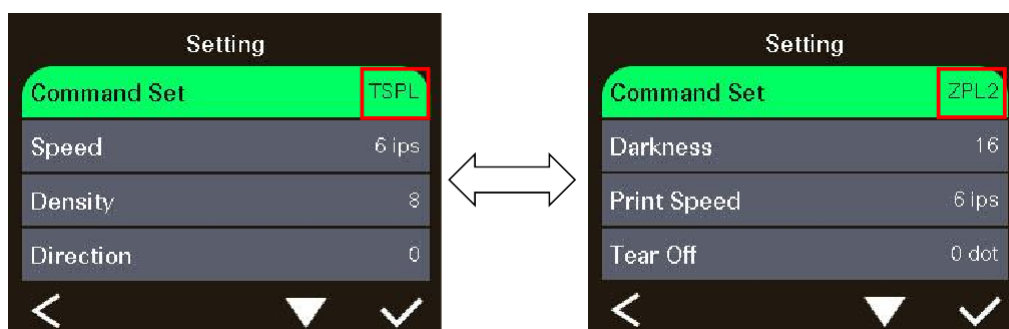 Setting
Command Set TSPL
Speed 6 ips
Density 8
Direction 0
Setting
Command Set ZPL2
Darkness 16
Print Speed 6 ips
Tear Off 0 dot